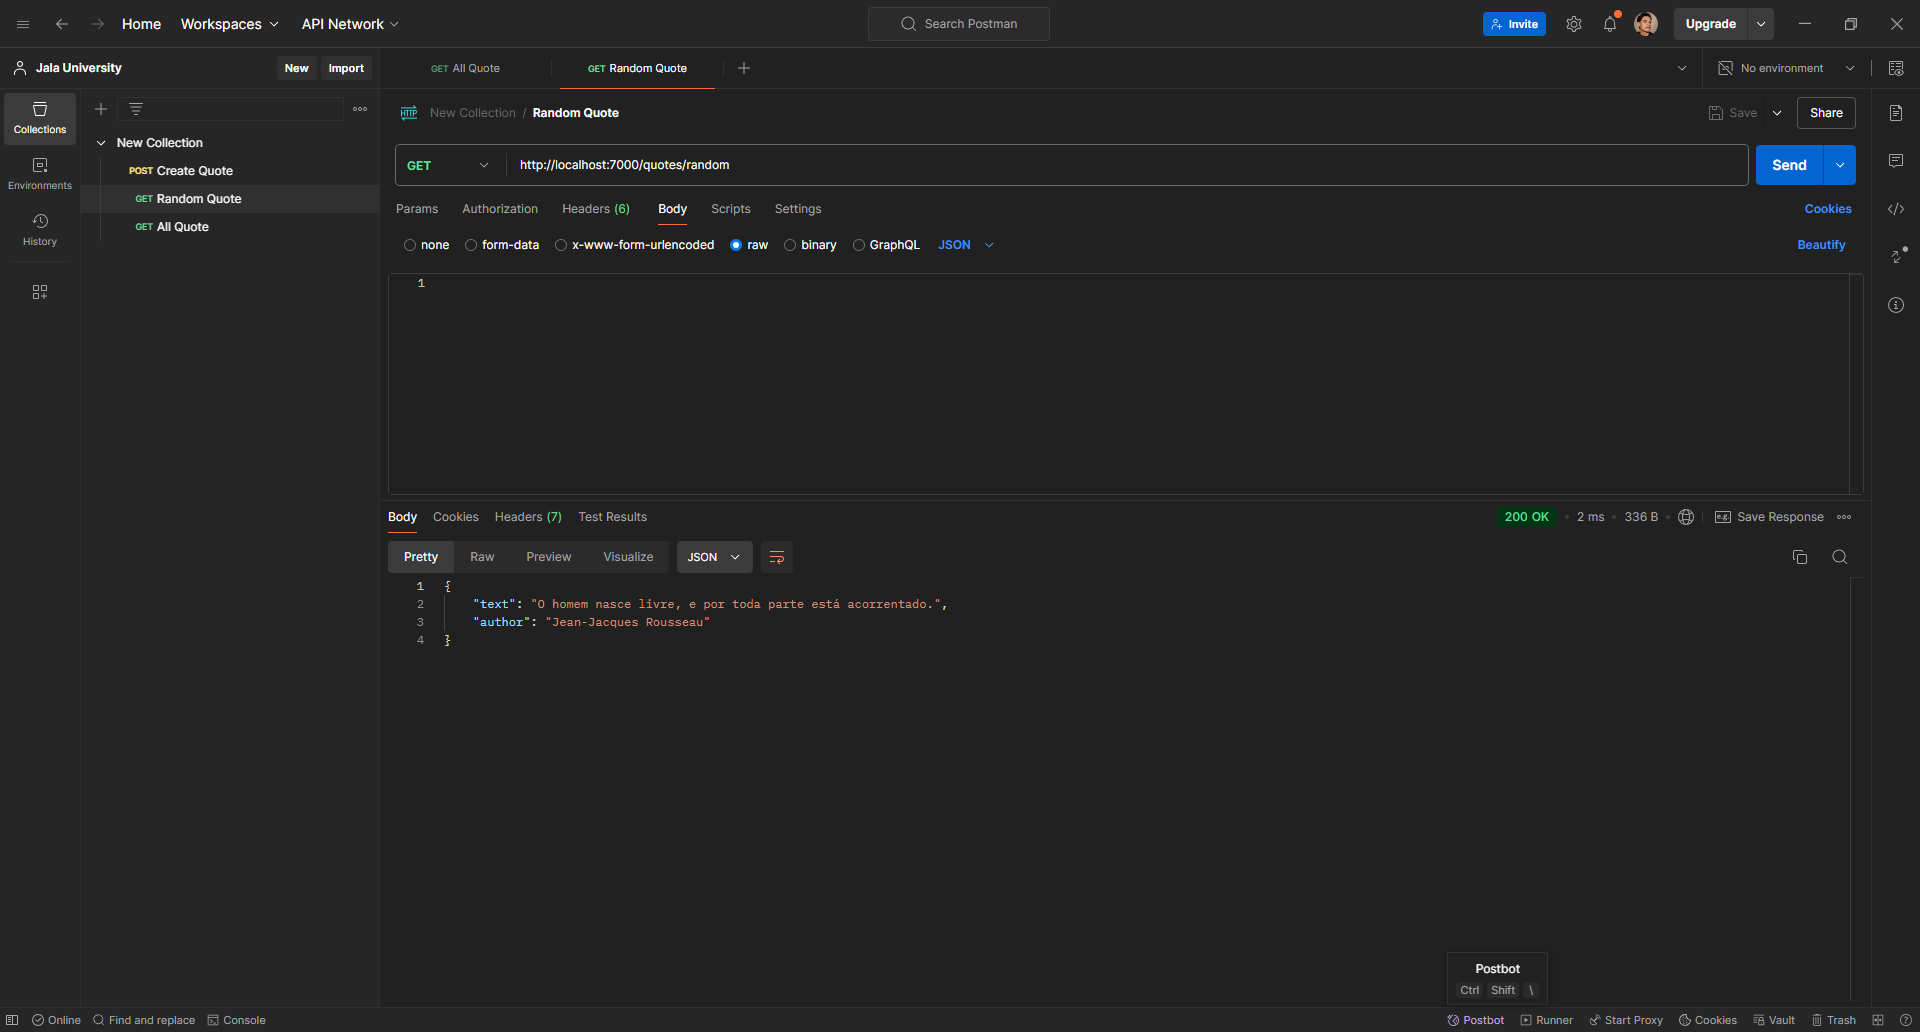 Home Workspaces API Network Search Postman Invite Upgrade
Jala University New Import GET All Quote GET Random Quote No environment
Collections
New Collection / Random Quote Save Share
New Collection
POST Create Quote
GET Random Quote
GET All Quote
Environments
History
GET http://localhost:7000/quotes/random Send
Params Authorization Headers (6) Body Scripts Settings Cookies
none form-data x-www-form-urlencoded raw binary GraphQL JSON Beautify
1
Body Cookies Headers (7) Test Results 200 OK • 2 ms • 336 B • e.g. Save Response
Pretty Raw Preview Visualize JSON
1 {
2 "text": "O homem nasce livre, e por toda parte está acorrentado.",
3 "author": "Jean-Jacques Rousseau"
4 }
Postbot
Ctrl Shift \
Online Find and replace Console Postbot Runner Start Proxy Cookies Vault Trash